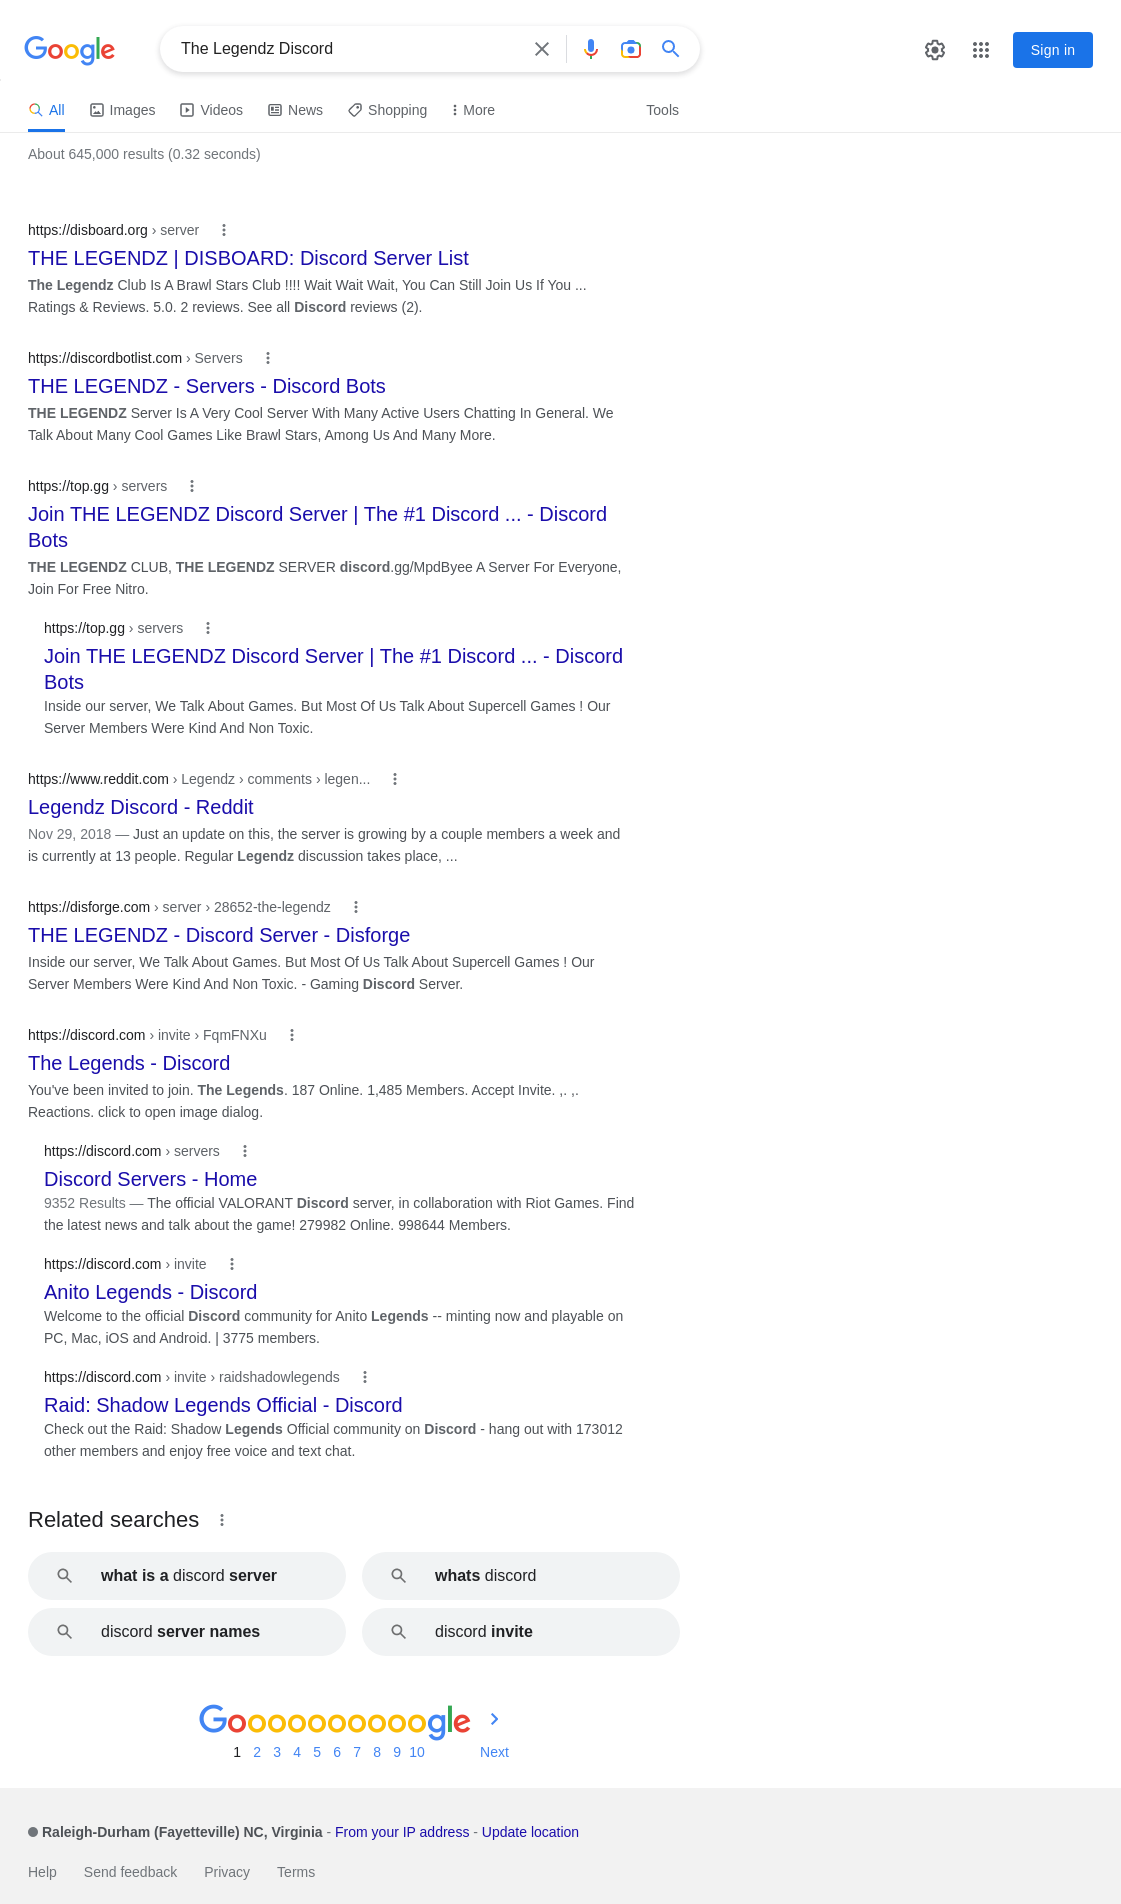 Google
The Legendz Discord
Sign in
All
Images
Videos
News
Shopping
More
Tools
About 645,000 results (0.32 seconds)
https://disboard.org › server
THE LEGENDZ | DISBOARD: Discord Server List
The Legendz Club Is A Brawl Stars Club !!!! Wait Wait Wait, You Can Still Join Us If You ...
Ratings & Reviews. 5.0. 2 reviews. See all Discord reviews (2).
https://discordbotlist.com › Servers
THE LEGENDZ - Servers - Discord Bots
THE LEGENDZ Server Is A Very Cool Server With Many Active Users Chatting In General. We
Talk About Many Cool Games Like Brawl Stars, Among Us And Many More.
https://top.gg › servers
Join THE LEGENDZ Discord Server | The #1 Discord ... - Discord
Bots
THE LEGENDZ CLUB, THE LEGENDZ SERVER discord.gg/MpdByee A Server For Everyone,
Join For Free Nitro.
https://top.gg › servers
Join THE LEGENDZ Discord Server | The #1 Discord ... - Discord
Bots
Inside our server, We Talk About Games. But Most Of Us Talk About Supercell Games ! Our
Server Members Were Kind And Non Toxic.
https://www.reddit.com › Legendz › comments › legen...
Legendz Discord - Reddit
Nov 29, 2018 — Just an update on this, the server is growing by a couple members a week and
is currently at 13 people. Regular Legendz discussion takes place, ...
https://disforge.com › server › 28652-the-legendz
THE LEGENDZ - Discord Server - Disforge
Inside our server, We Talk About Games. But Most Of Us Talk About Supercell Games ! Our
Server Members Were Kind And Non Toxic. - Gaming Discord Server.
https://discord.com › invite › FqmFNXu
The Legends - Discord
You've been invited to join. The Legends. 187 Online. 1,485 Members. Accept Invite. ,. ,.
Reactions. click to open image dialog.
https://discord.com › servers
Discord Servers - Home
9352 Results — The official VALORANT Discord server, in collaboration with Riot Games. Find
the latest news and talk about the game! 279982 Online. 998644 Members.
https://discord.com › invite
Anito Legends - Discord
Welcome to the official Discord community for Anito Legends -- minting now and playable on
PC, Mac, iOS and Android. | 3775 members.
https://discord.com › invite › raidshadowlegends
Raid: Shadow Legends Official - Discord
Check out the Raid: Shadow Legends Official community on Discord - hang out with 173012
other members and enjoy free voice and text chat.
Related searches
what is a discord server
whats discord
discord server names
discord invite
Goooooooooogle
1 2 3 4 5 6 7 8 9 10 Next
Raleigh-Durham (Fayetteville) NC, Virginia - From your IP address - Update location
Help Send feedback Privacy Terms